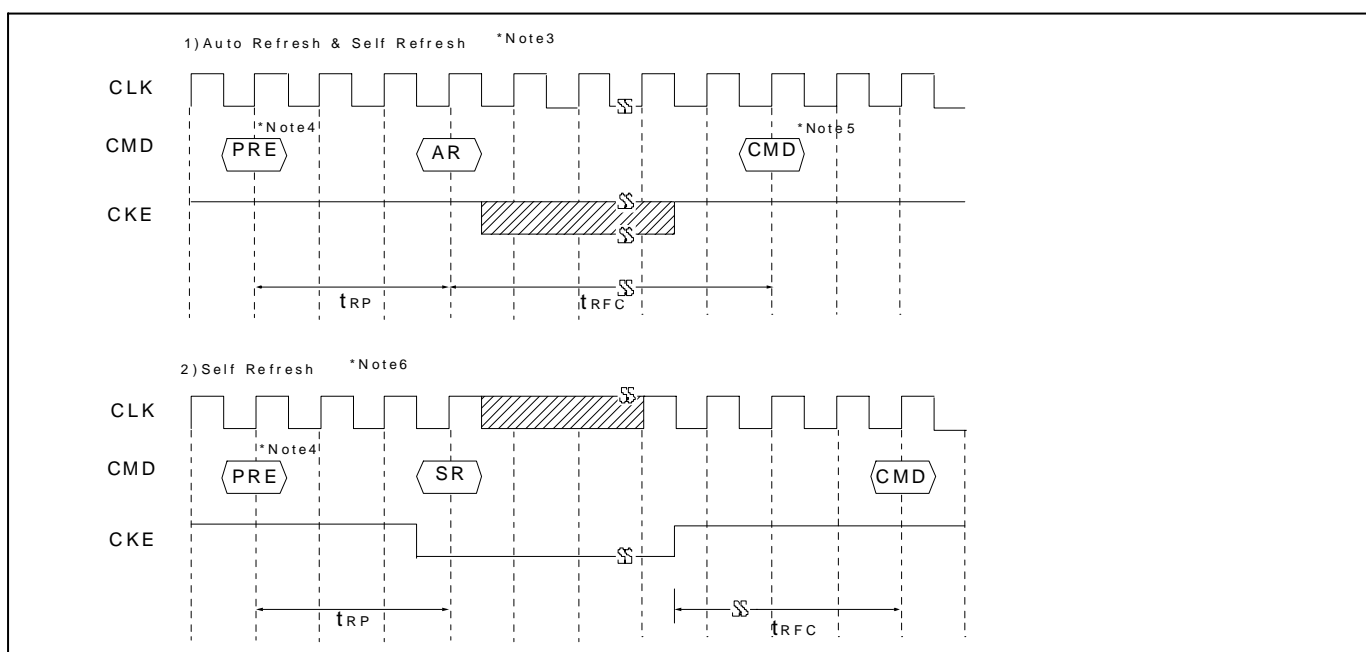 1)Auto Refresh & Self Refresh *Note3
CLK
*Note4 *Note5
CMD PRE AR CMD
CKE
tRP tRFC
2)Self Refresh *Note6
CLK
*Note4
CMD PRE SR CMD
CKE
tRP tRFC